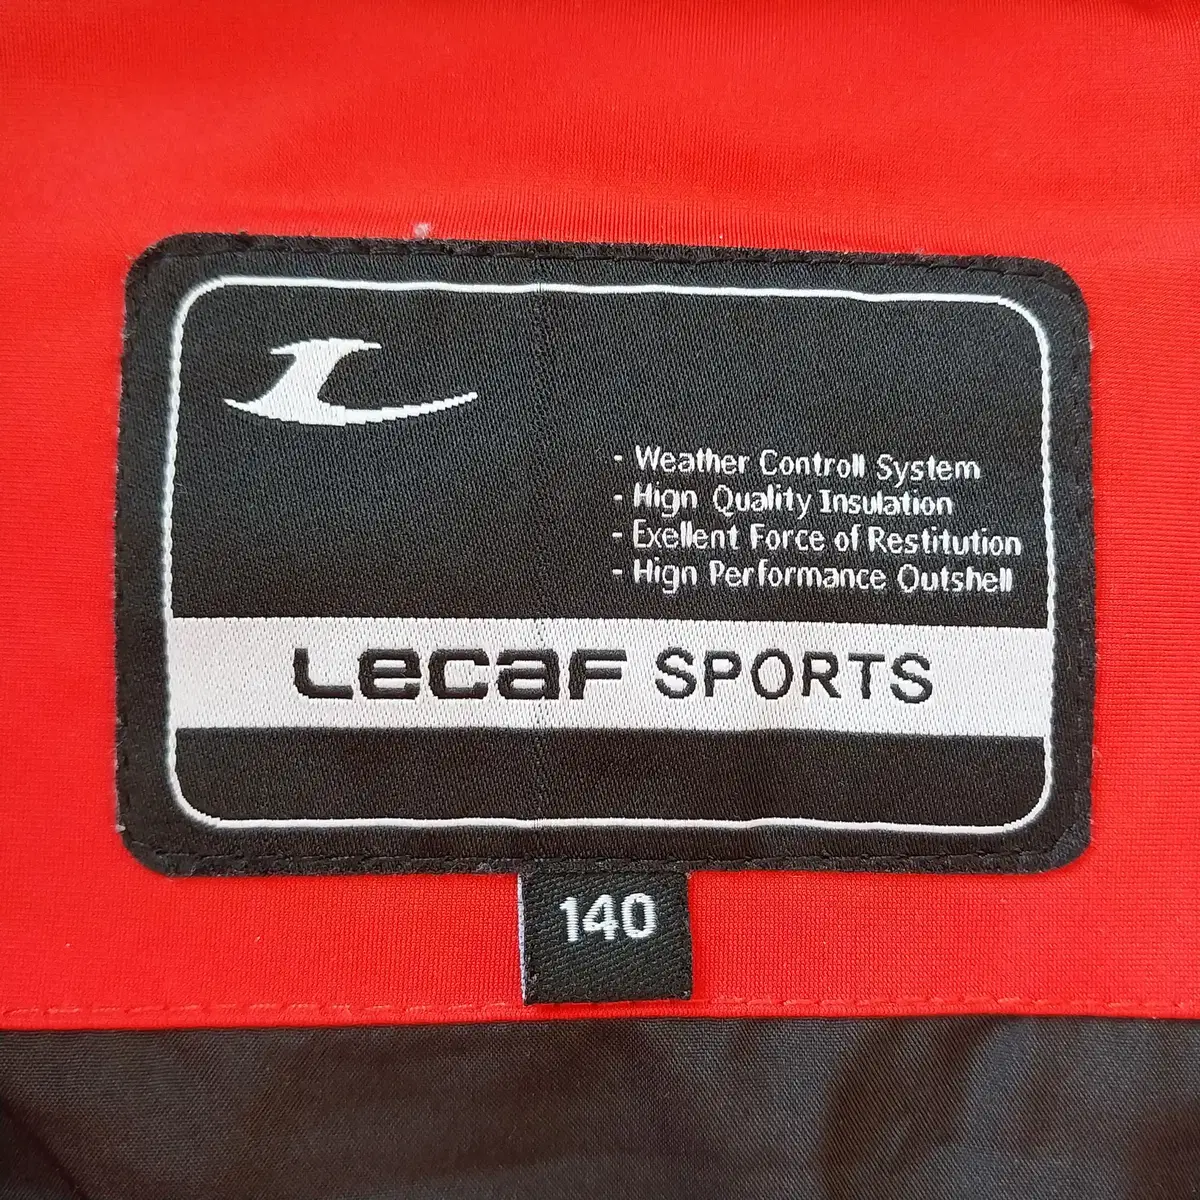 - Weather Controll System
- Hign Quality Insulation
- Exellent Force of Restitution
- Hign Performance Outshell
Lecaf SPORTS
140